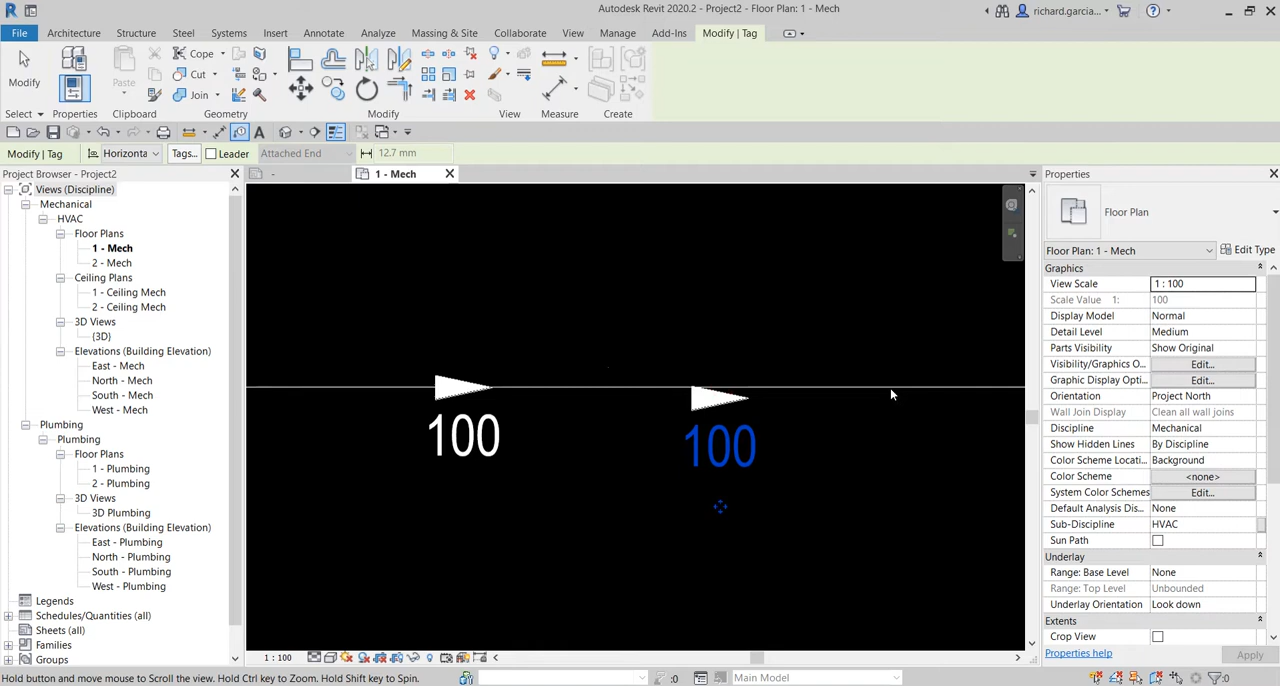 Autodesk Revit 2020.2 - Project2 - Floor Plan: 1 - Mech
richard.garcia...
File Architecture Structure Steel Systems Insert Annotate Analyze Massing & Site Collaborate View Manage Add-Ins Modify | Tag
Modify
Paste
Cope
Cut
Join
Select Properties Clipboard Geometry Modify View Measure Create
Modify | Tag Horizonta Tags... Leader Attached End 12.7 mm
Project Browser - Project2
-
1 - Mech
Views (Discipline)
Mechanical
HVAC
Floor Plans
1 - Mech
2 - Mech
Ceiling Plans
1 - Ceiling Mech
2 - Ceiling Mech
3D Views
{3D}
Elevations (Building Elevation)
East - Mech
North - Mech
South - Mech
West - Mech
Plumbing
Plumbing
Floor Plans
1 - Plumbing
2 - Plumbing
3D Views
3D Plumbing
Elevations (Building Elevation)
East - Plumbing
North - Plumbing
South - Plumbing
West - Plumbing
Legends
Schedules/Quantities (all)
Sheets (all)
Families
Groups
100
100
1 : 100
Properties
Floor Plan
Floor Plan: 1 - Mech Edit Type
Graphics
View Scale 1 : 100
Scale Value 1: 100
Display Model Normal
Detail Level Medium
Parts Visibility Show Original
Visibility/Graphics O... Edit...
Graphic Display Opti... Edit...
Orientation Project North
Wall Join Display Clean all wall joins
Discipline Mechanical
Show Hidden Lines By Discipline
Color Scheme Locati... Background
Color Scheme <none>
System Color Schemes Edit...
Default Analysis Dis... None
Sub-Discipline HVAC
Sun Path
Underlay
Range: Base Level None
Range: Top Level Unbounded
Underlay Orientation Look down
Extents
Crop View
Properties help Apply
Hold button and move mouse to Scroll the view. Hold Ctrl key to Zoom. Hold Shift key to Spin. :0 Main Model :0